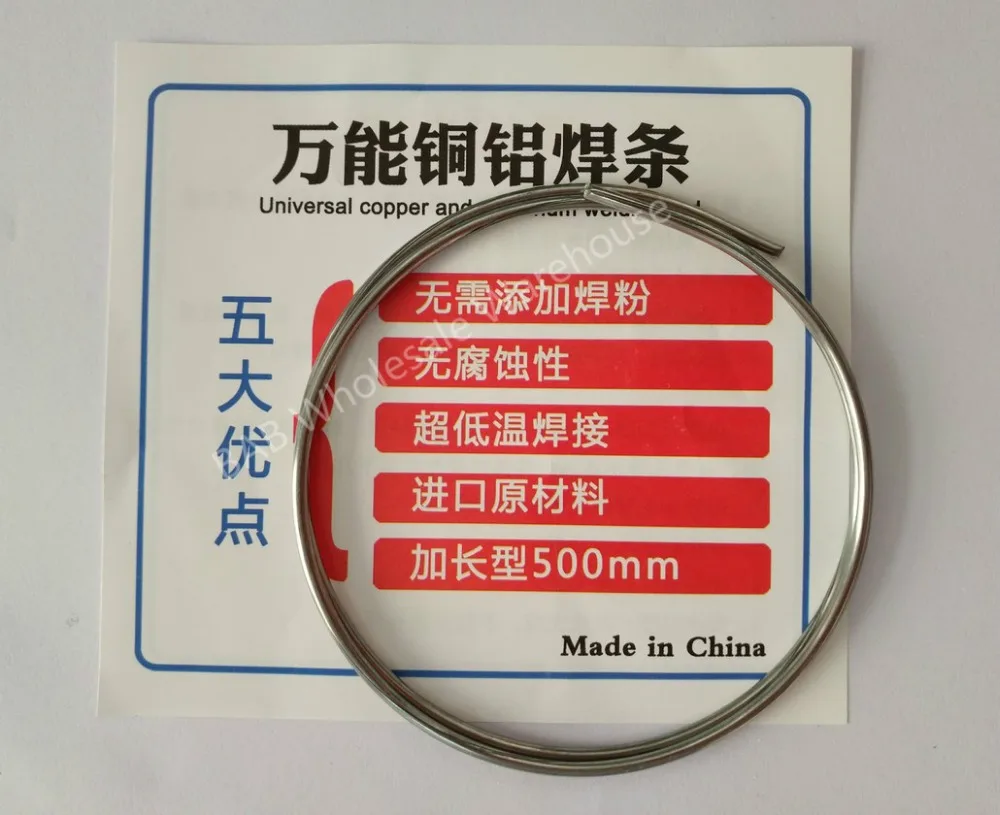 万能铜铝焊条
Universal copper and
五大优点
无需添加焊粉
无腐蚀性
超低温焊接
进口原材料
加长型500mm
Made in China
Wholesale Warehouse